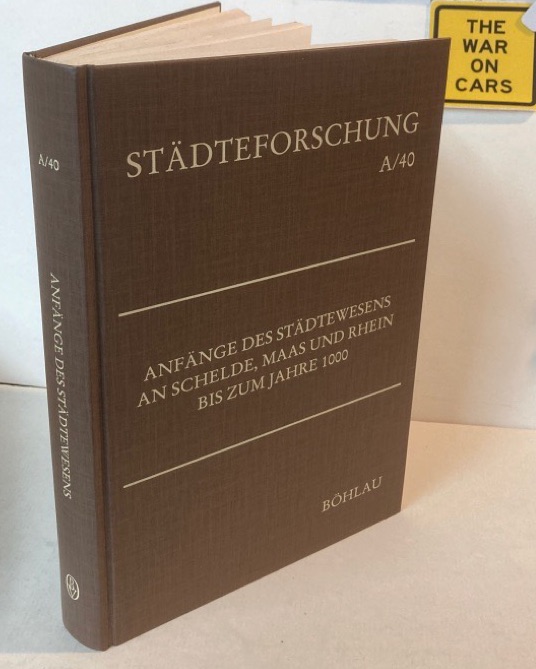 THE
WAR
ON
CARS
STÄDTEFORSCHUNG
A/40
ANFÄNGE DES STÄDTEWESENS
AN SCHELDE, MAAS UND RHEIN
BIS ZUM JAHRE 1000
BÖHLAU
A/40
ANFÄNGE DES STÄDTEWESENS